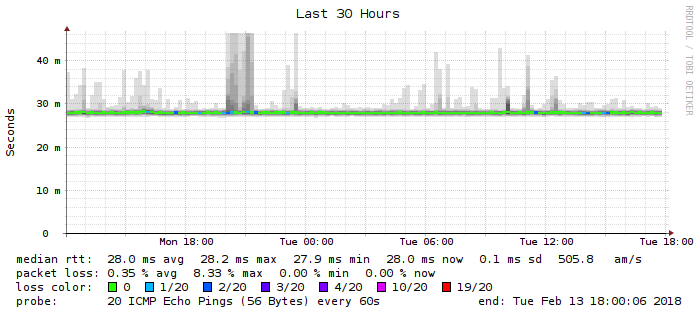 Last 30 Hours
RRDTOOL / TOBI OETIKER
Seconds
40 m
30 m
20 m
10 m
0
Mon 18:00 Tue 00:00 Tue 06:00 Tue 12:00 Tue 18:00
median rtt: 28.0 ms avg 28.2 ms max 27.9 ms min 28.0 ms now 0.1 ms sd 505.8 am/s
packet loss: 0.35 % avg 8.33 % max 0.00 % min 0.00 % now
loss color: 0 1/20 2/20 3/20 4/20 10/20 19/20
probe: 20 ICMP Echo Pings (56 Bytes) every 60s end: Tue Feb 13 18:00:06 2018